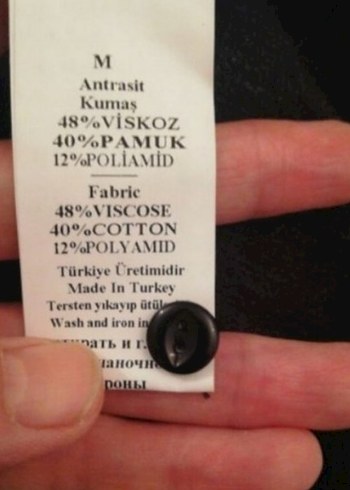 M
Antrasit
Kumaş
48%VİSKOZ
40%PAMUK
12%POLİAMİD
Fabric
48%VISCOSE
40%COTTON
12%POLYAMID
Türkiye Üretimidir
Made In Turkey
Tersten yıkayıp
Wash and iron in
и